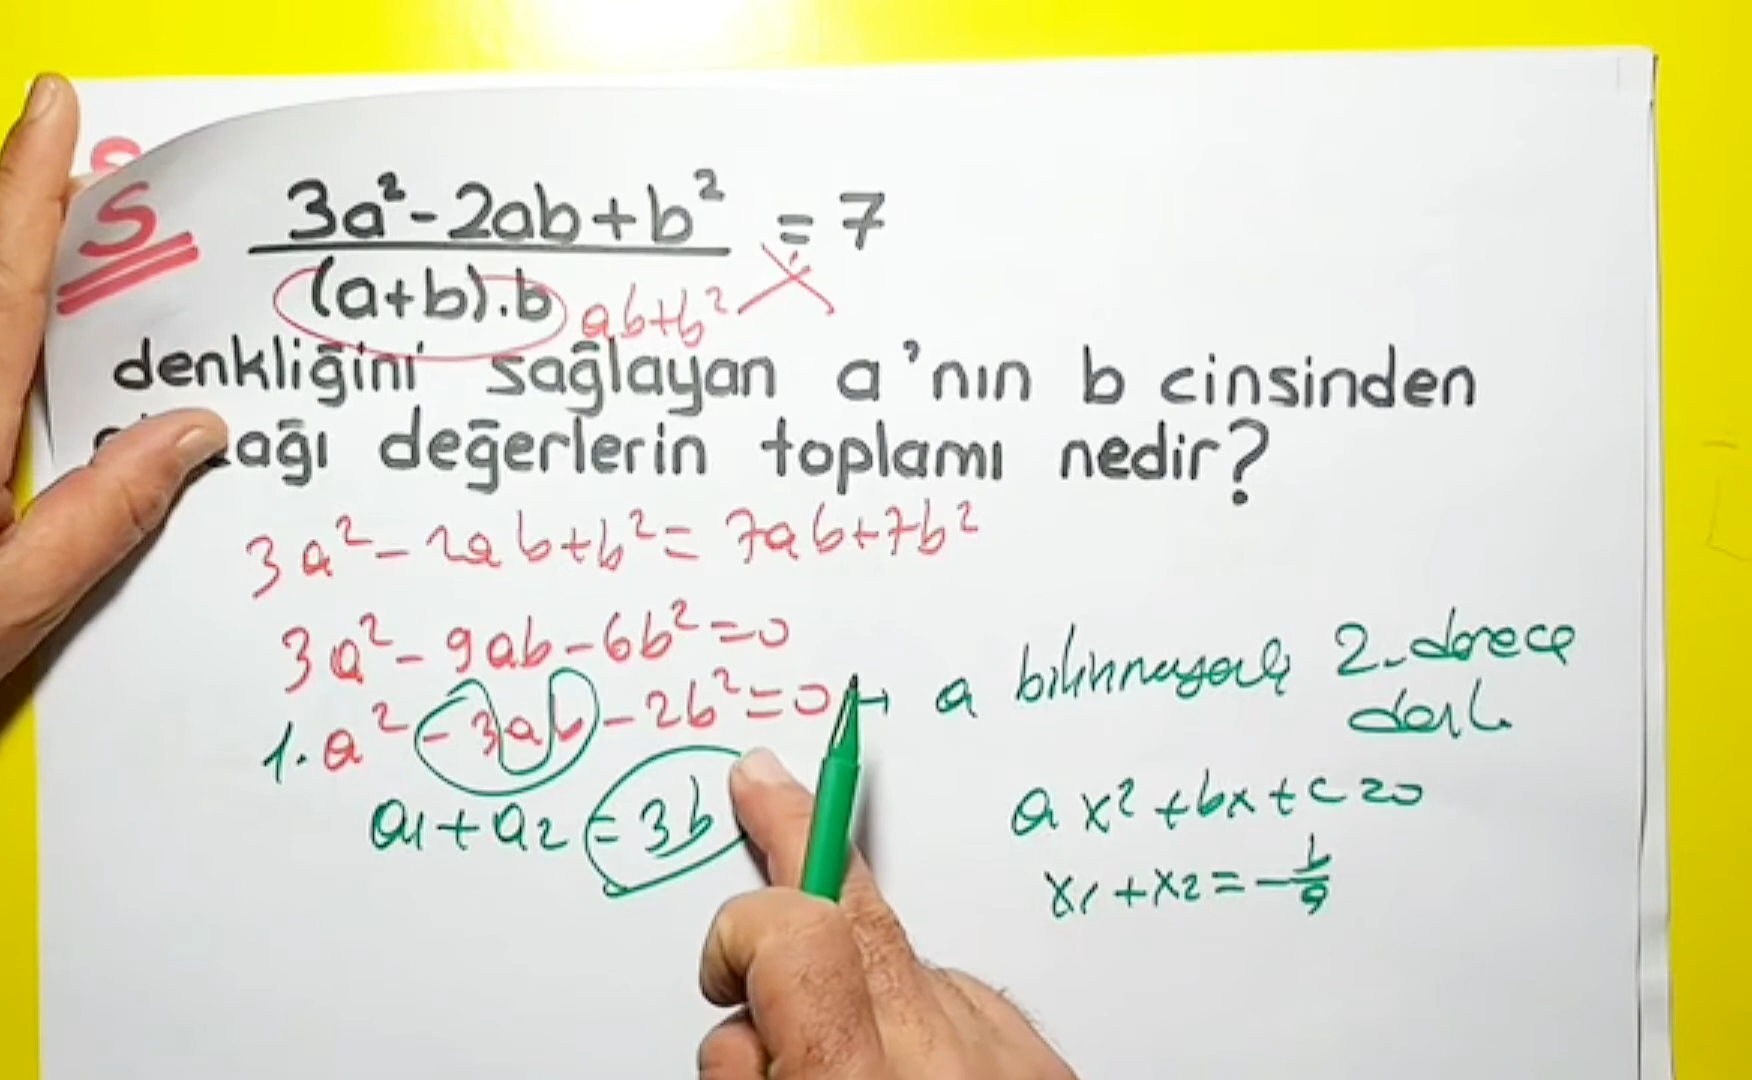 S
3a² - 2ab + b² = 7
(a+b).b ab+b²
denkliğini sağlayan a'nın b cinsinden
değerlerin toplamı nedir?
3a² - 2ab + b² = 7ab + 7b²
3a² - 9ab - 6b² = 0
1.a² - 3ab - 2b² = 0 → a bilinmeyenli 2. derece
denk.
a₁ + a₂ = 3b
ax² + bx + c = 0
x₁ + x₂ = - b/a